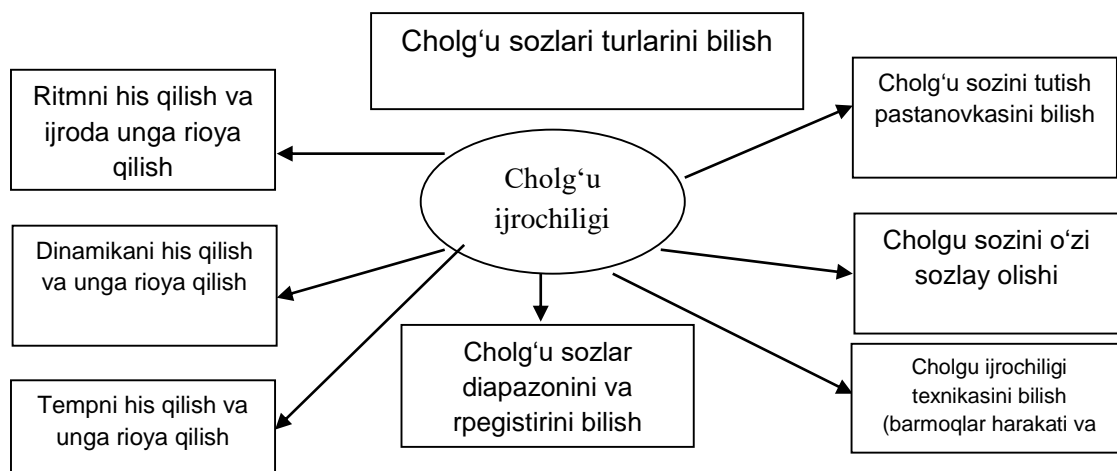 Cholg‘u sozlari turlarini bilish
Ritmni his qilish va
ijroda unga rioya
qilish
Cholg‘u sozini tutish
pastanovkasini bilish
Cholg‘u
ijrochiligi
Dinamikani his qilish
va unga rioya qilish
Cholgu sozini o‘zi
sozlay olishi
Cholg‘u sozlar
diapazonini va
rpegistirini bilish
Tempni his qilish va
unga rioya qilish
Cholgu ijrochiligi
texnikasini bilish
(barmoqlar harakati va